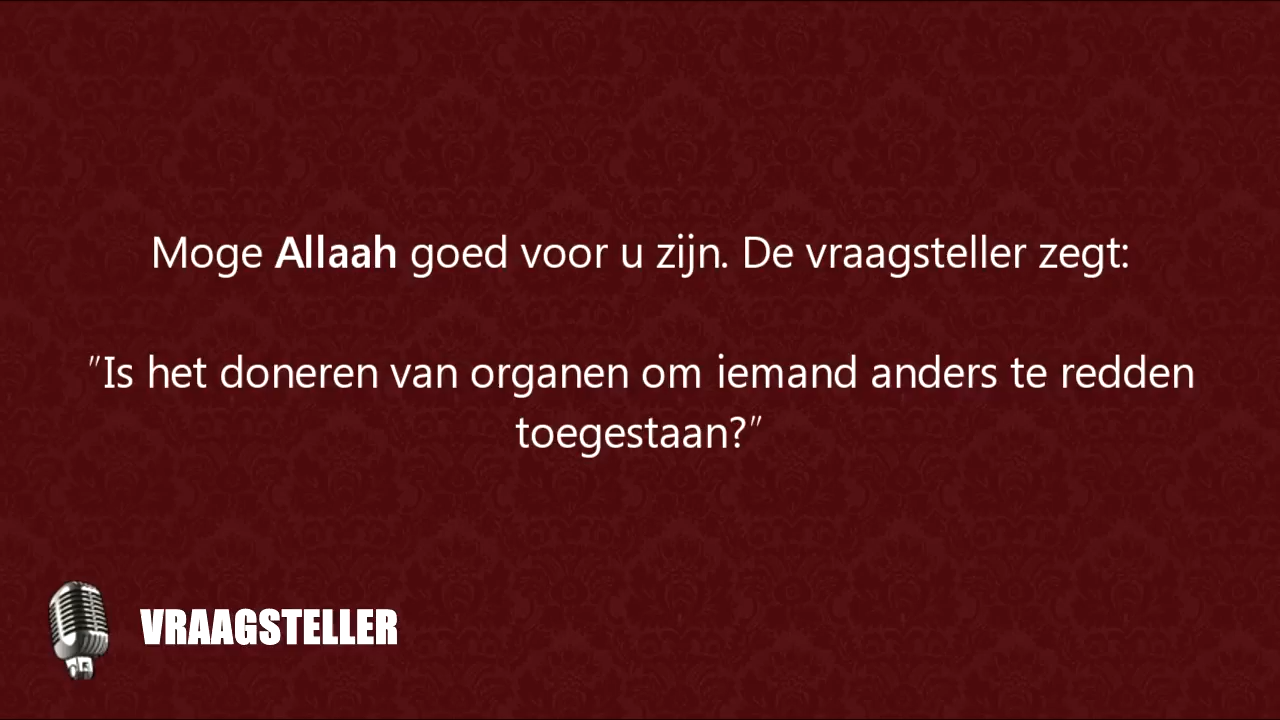 Moge Allaah goed voor u zijn. De vraagsteller zegt:
"Is het doneren van organen om iemand anders te redden
toegestaan?"
VRAAGSTELLER